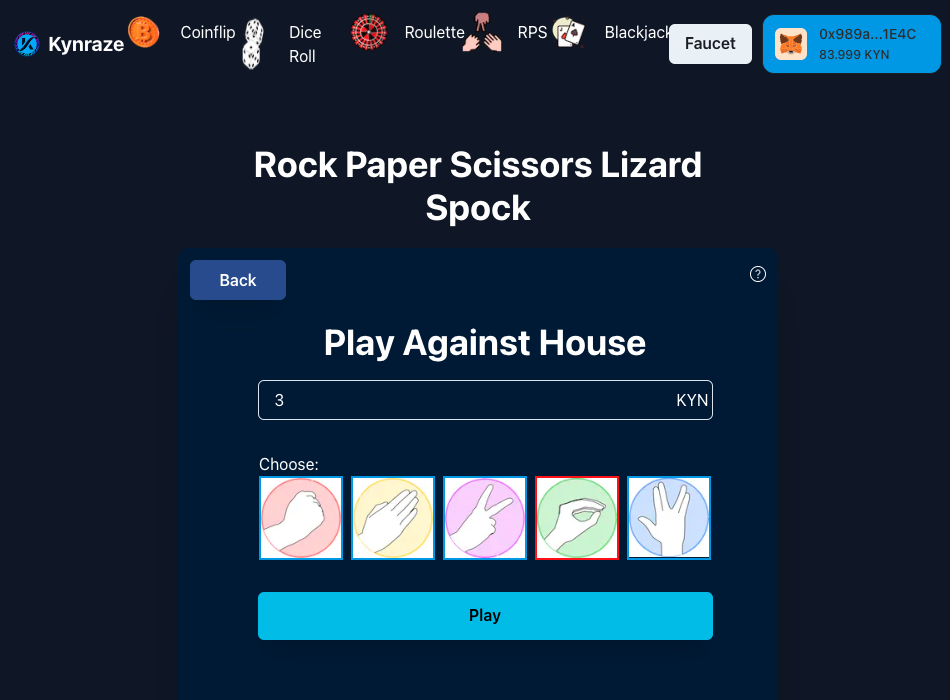 Kynraze
Coinflip
Dice
Roll
Roulette
RPS
Blackjack
Faucet
0x989a...1E4C
83.999 KYN
Rock Paper Scissors Lizard
Spock
Back
?
Play Against House
3 KYN
Choose:
Play